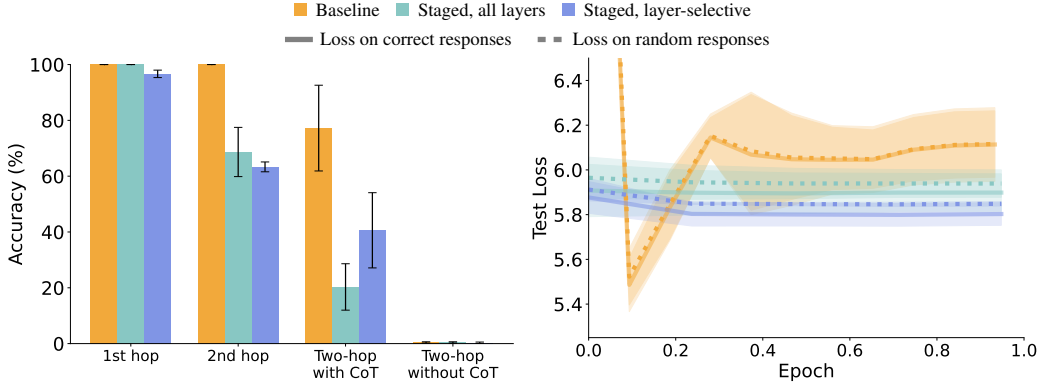 Baseline Staged, all layers Staged, layer-selective
Loss on correct responses Loss on random responses
Accuracy (%)
100
80
60
40
20
0
1st hop
2nd hop
Two-hop
with CoT
Two-hop
without CoT
Test Loss
6.4
6.2
6.0
5.8
5.6
5.4
0.0 0.2 0.4 0.6 0.8 1.0
Epoch